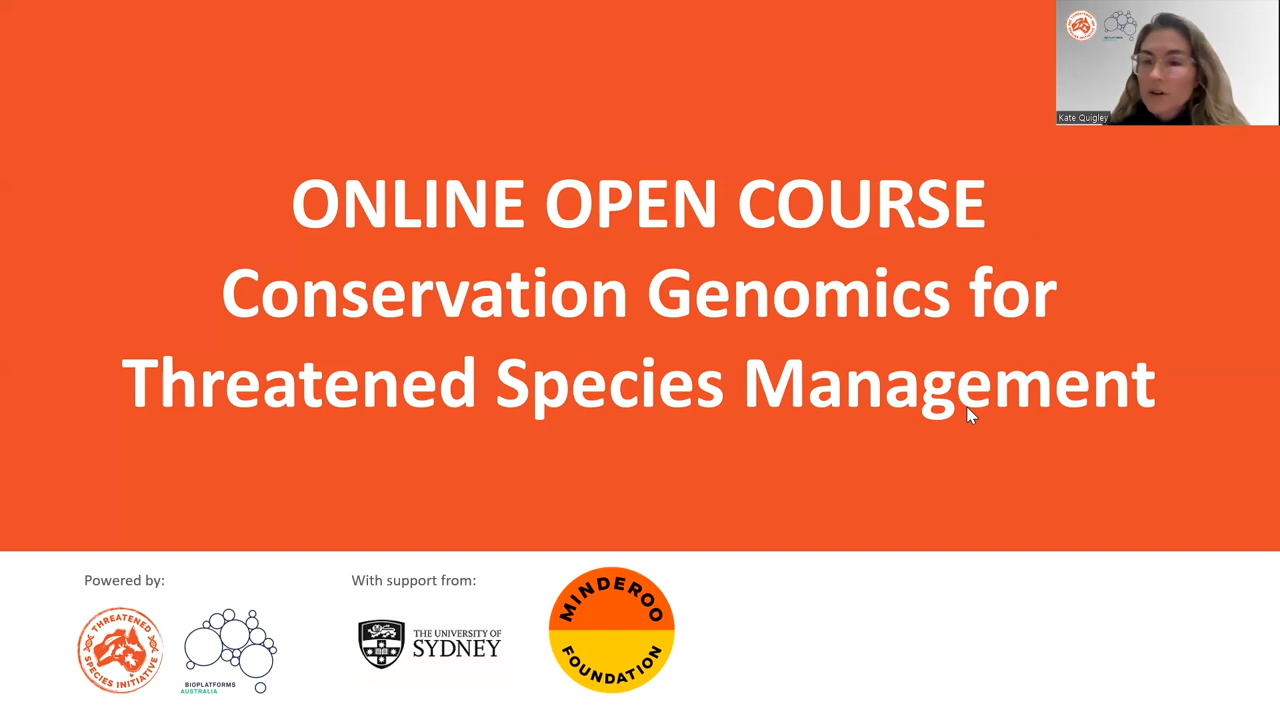 Kate Quigley
ONLINE OPEN COURSE
Conservation Genomics for
Threatened Species Management
Powered by:
With support from:
THREATENED
SPECIES INITIATIVE
BIOPLATFORMS
AUSTRALIA
THE UNIVERSITY OF
SYDNEY
MINDEROO
FOUNDATION